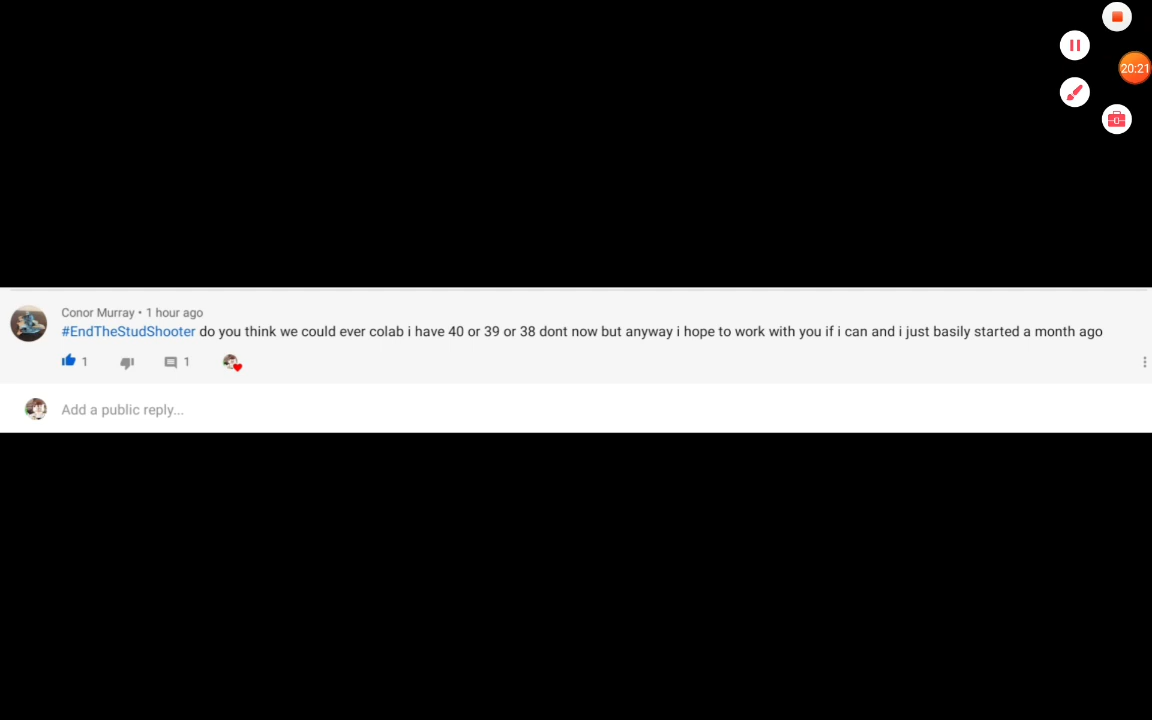 20:21
Conor Murray • 1 hour ago
#EndTheStudShooter do you think we could ever colab i have 40 or 39 or 38 dont now but anyway i hope to work with you if i can and i just basily started a month ago
1 1
Add a public reply...